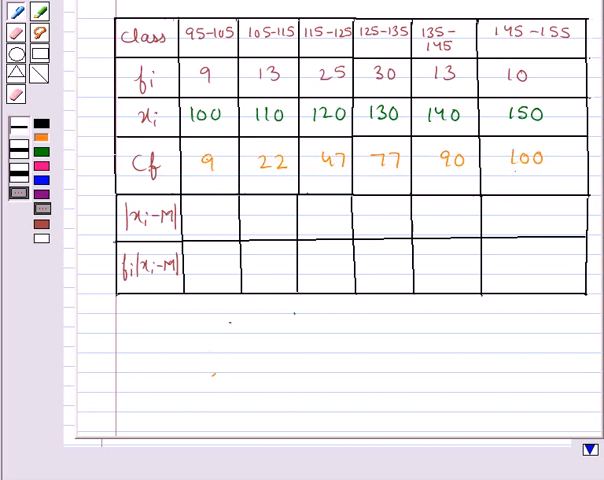 Class 95-105 105-115 115-125 125-135 135-145 145-155
fi 9 13 25 30 13 10
xi 100 110 120 130 140 150
Cf 9 22 47 77 90 100
|xi-M|
fi|xi-M|